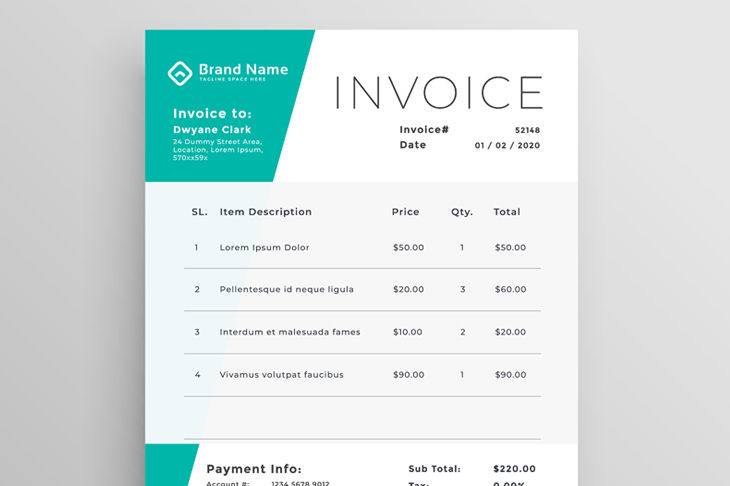 Brand Name
TAGLINE SPACE HERE
INVOICE
Invoice to:
Dwyane Clark
24 Dummy Street Area,
Location, Lorem Ipsum,
570xx59x
Invoice# 52148
Date 01 / 02 / 2020
SL. Item Description Price Qty. Total
1 Lorem Ipsum Dolor $50.00 1 $50.00
2 Pellentesque id neque ligula $20.00 3 $60.00
3 Interdum et malesuada fames $10.00 2 $20.00
4 Vivamus volutpat faucibus $90.00 1 $90.00
Payment Info: Sub Total: $220.00
Account #: 1234 5678 9012 Tax: 0.00%